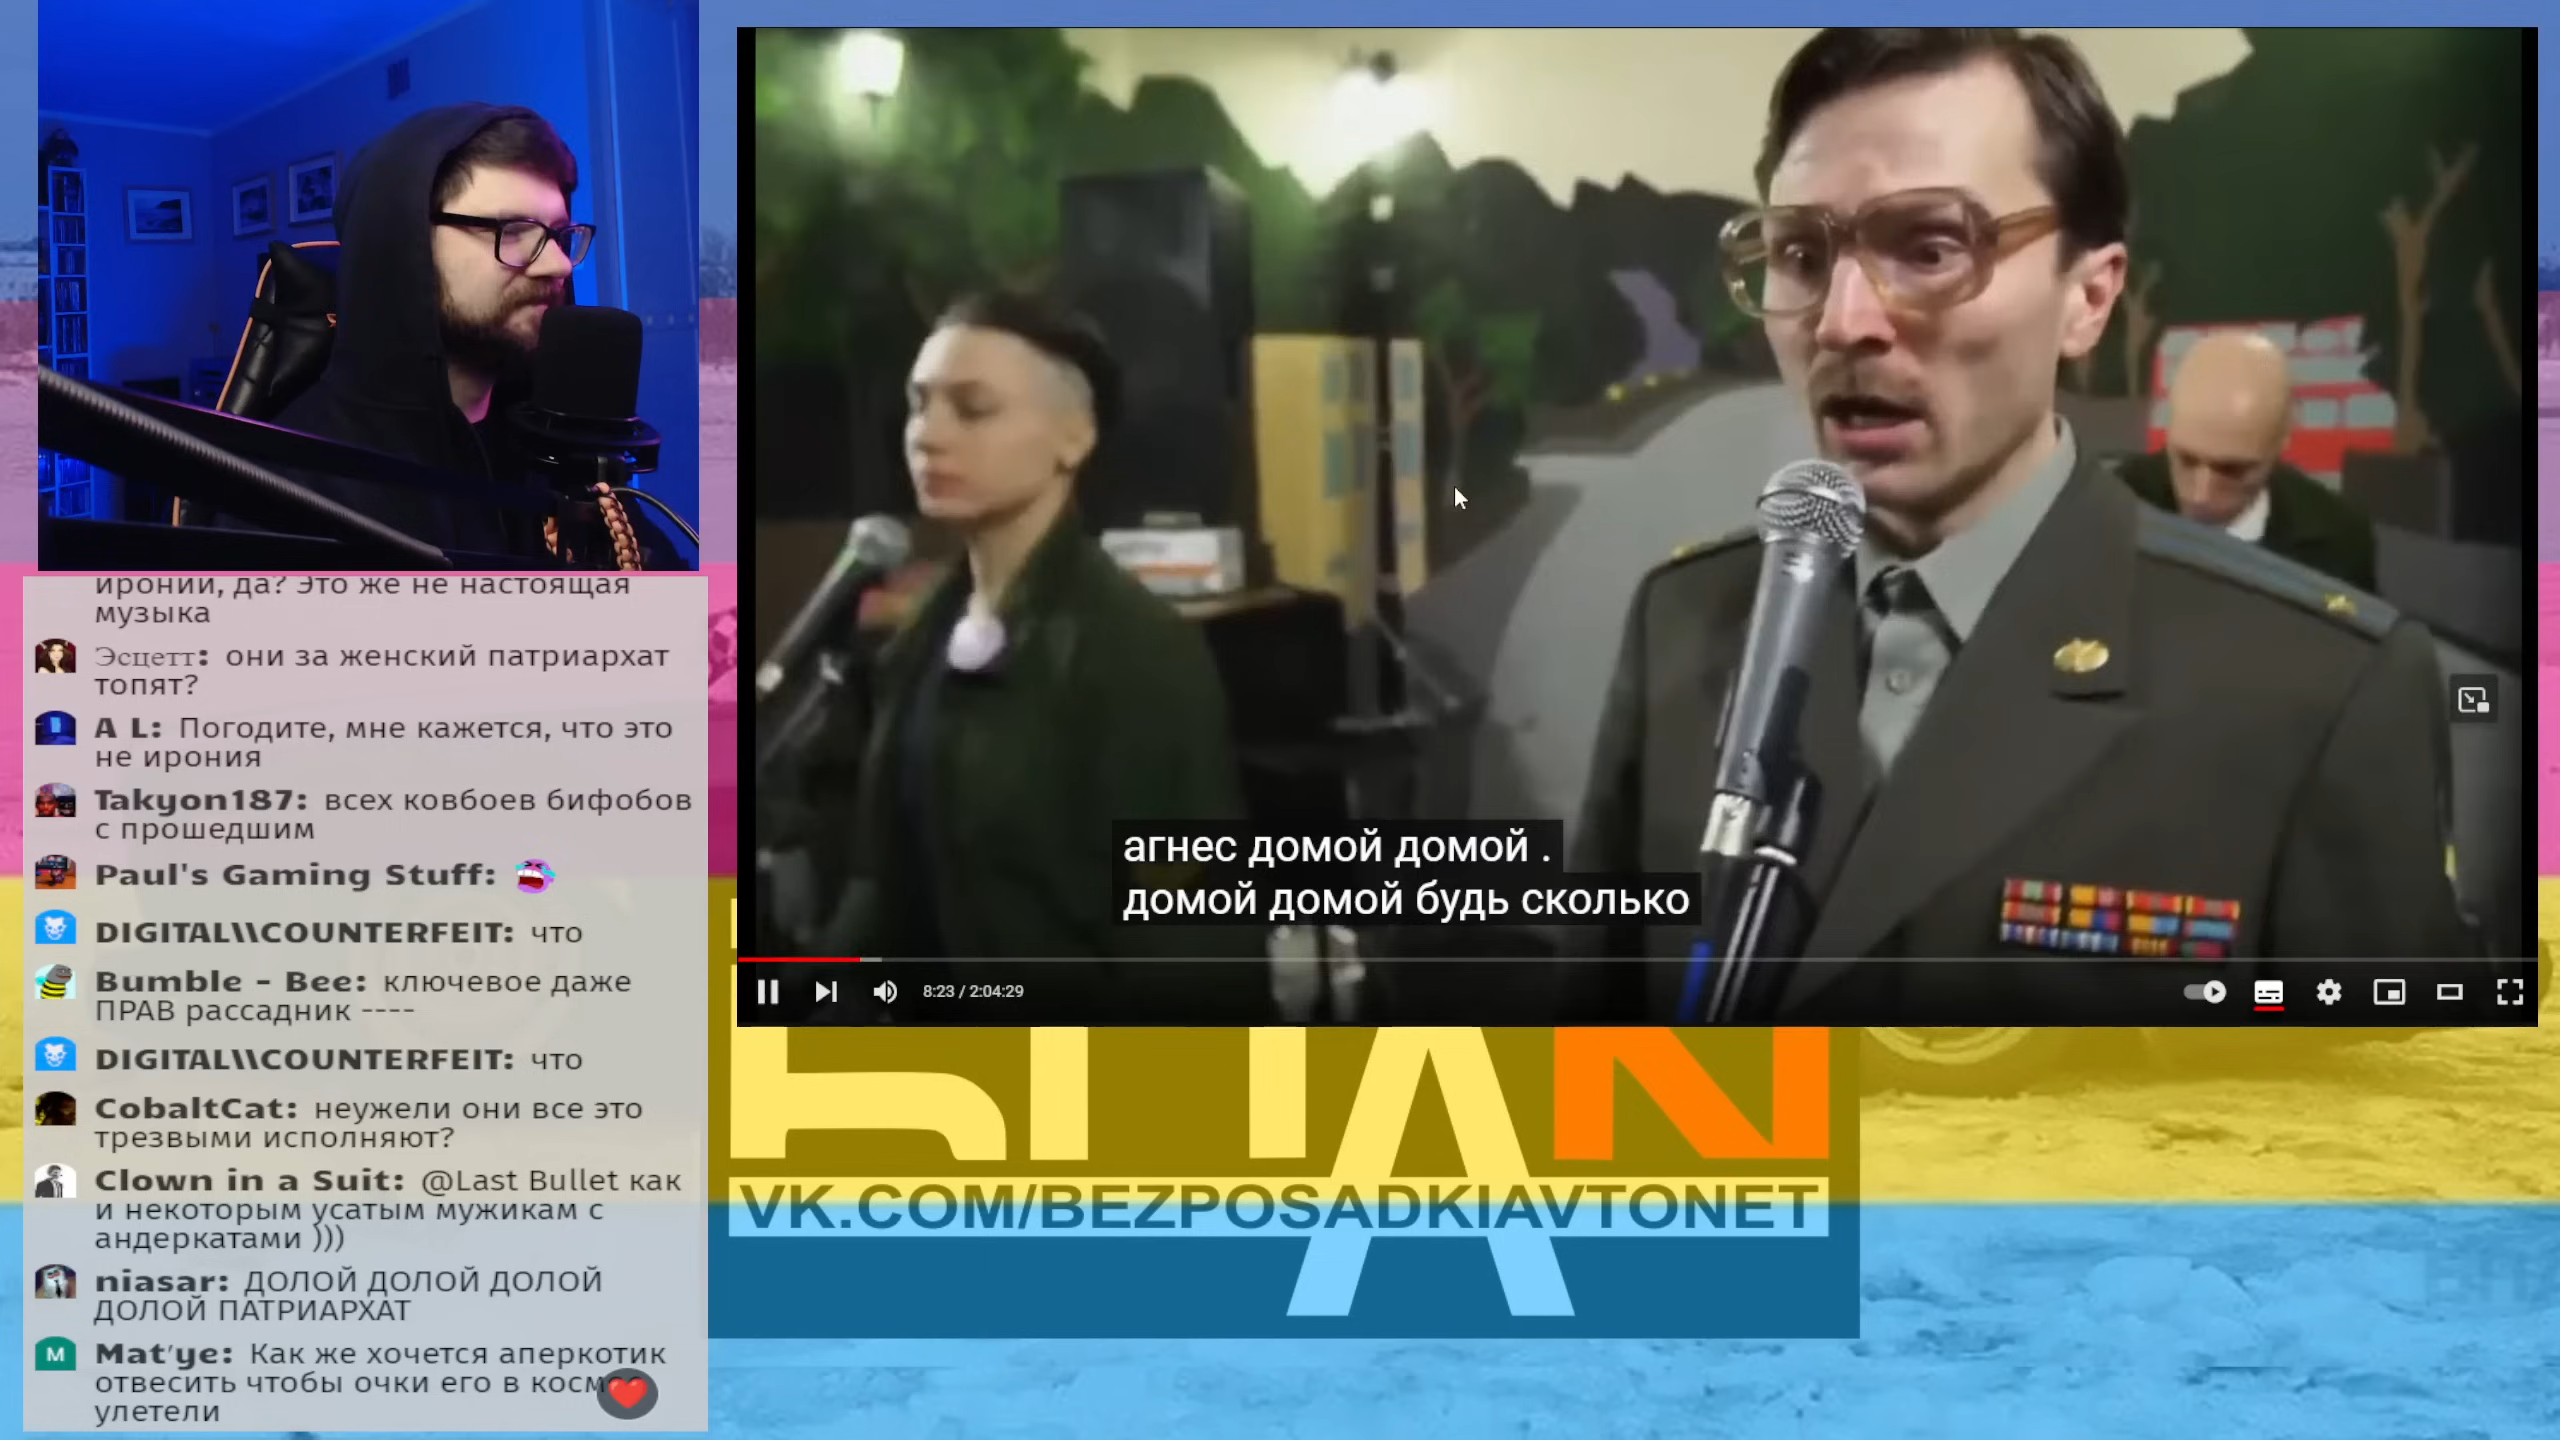 иронии, да? Это же не настоящая
музыка
Эсцетт: они за женский патриархат
топят?
A L: Погодите, мне кажется, что это
не ирония
Takyon187: всех ковбоев бифобов
с прошедшим
Paul's Gaming Stuff:
DIGITAL\\COUNTERFEIT: что
Bumble - Bee: ключевое даже
ПРАВ рассадник ----
DIGITAL\\COUNTERFEIT: что
CobaltCat: неужели они все это
трезвыми исполняют?
Clown in a Suit: @Last Bullet как
и некоторым усатым мужикам с
андеркатами )))
niasar: ДОЛОЙ ДОЛОЙ ДОЛОЙ
ДОЛОЙ ПАТРИАРХАТ
M
Mat'ye: Как же хочется аперкотик
отвесить чтобы очки его в косм
улетели
агнес домой домой .
домой домой будь сколько
8:23 / 2:04:29
VK.COM/BEZPOSADKIAVTONET